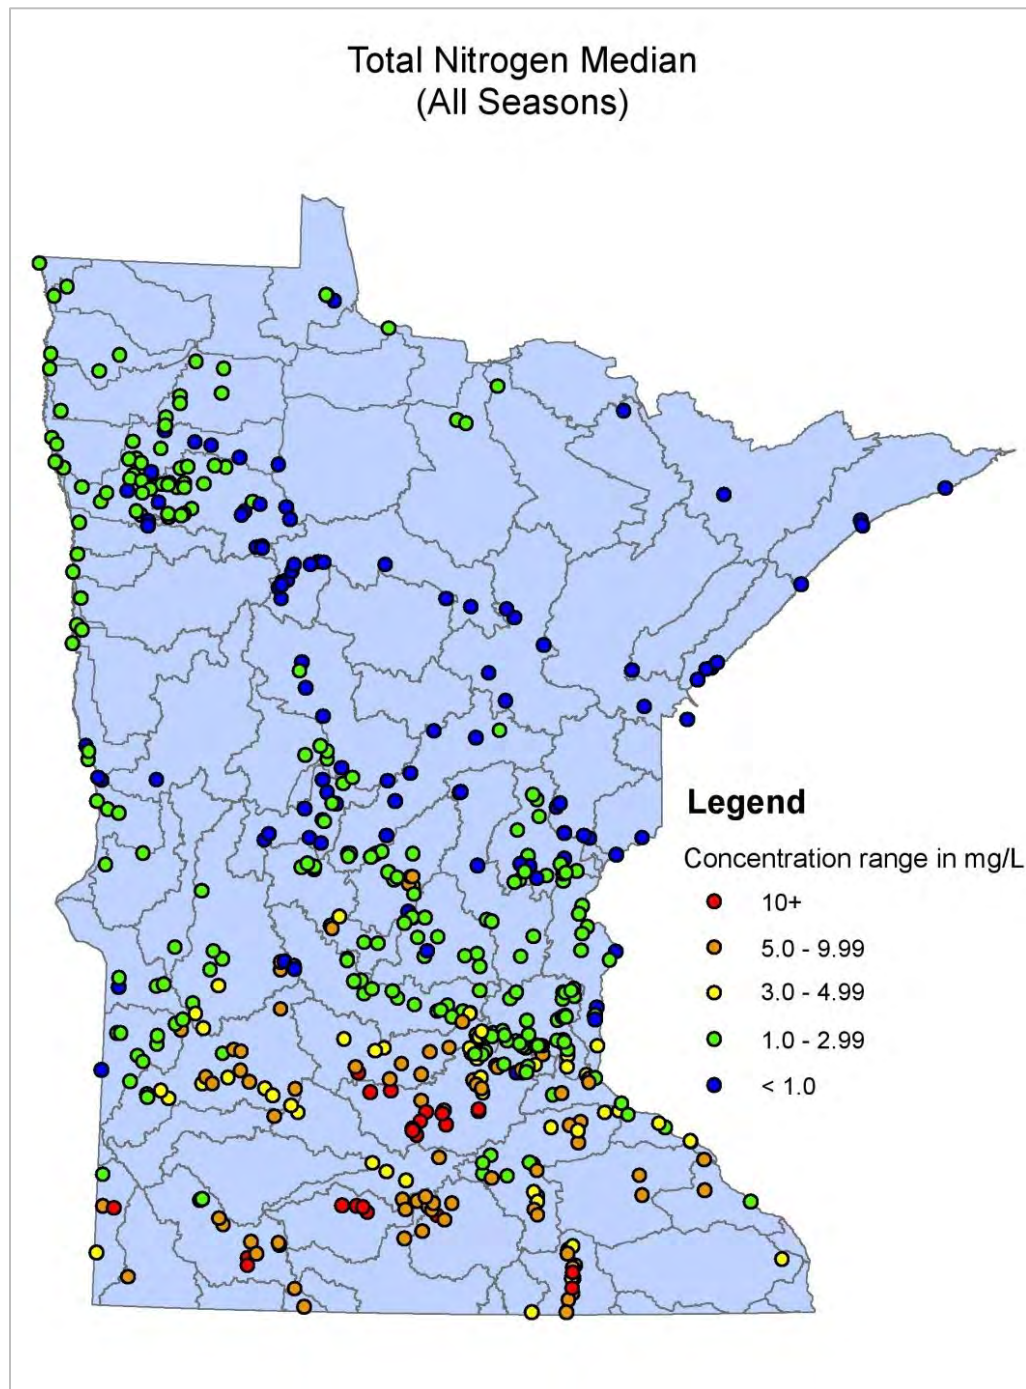 Total Nitrogen Median
(All Seasons)
Legend
Concentration range in mg/L
10+
5.0 - 9.99
3.0 - 4.99
1.0 - 2.99
< 1.0